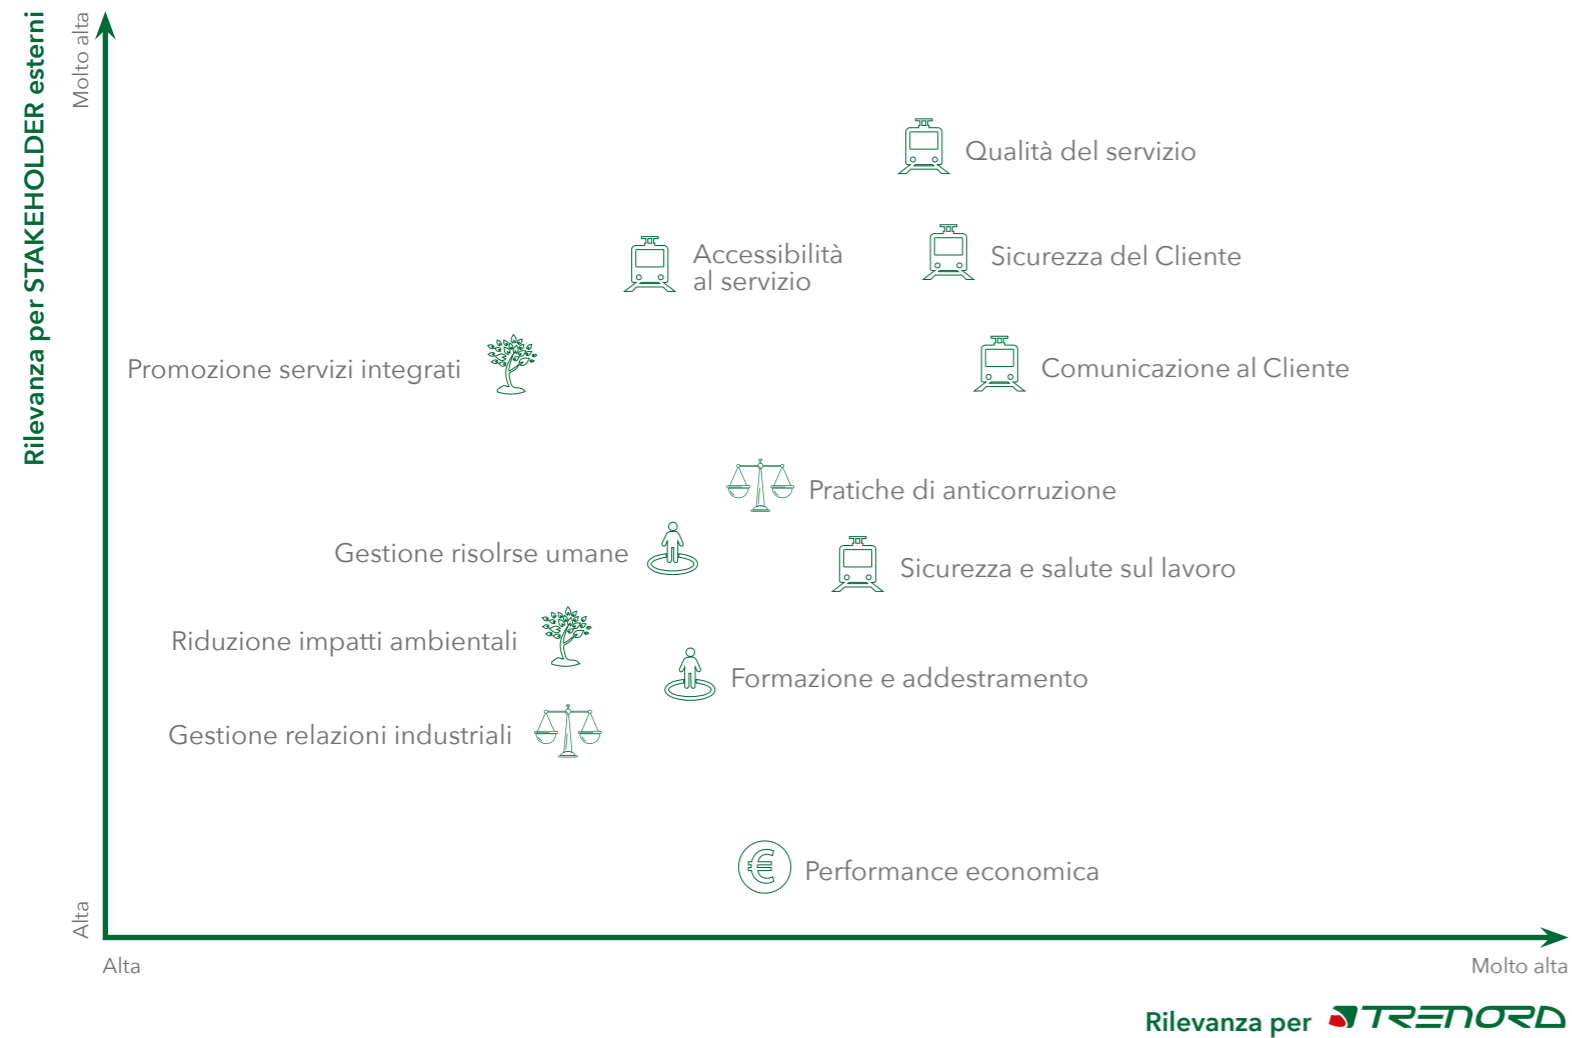 Rilevanza per STAKEHOLDER esterni
Molto alta
Qualità del servizio
Accessibilità
al servizio
Sicurezza del Cliente
Promozione servizi integrati
Comunicazione al Cliente
Pratiche di anticorruzione
Gestione risolrse umane
Sicurezza e salute sul lavoro
Riduzione impatti ambientali
Formazione e addestramento
Gestione relazioni industriali
€
Performance economica
Alta
Alta
Molto alta
Rilevanza per TRENORD